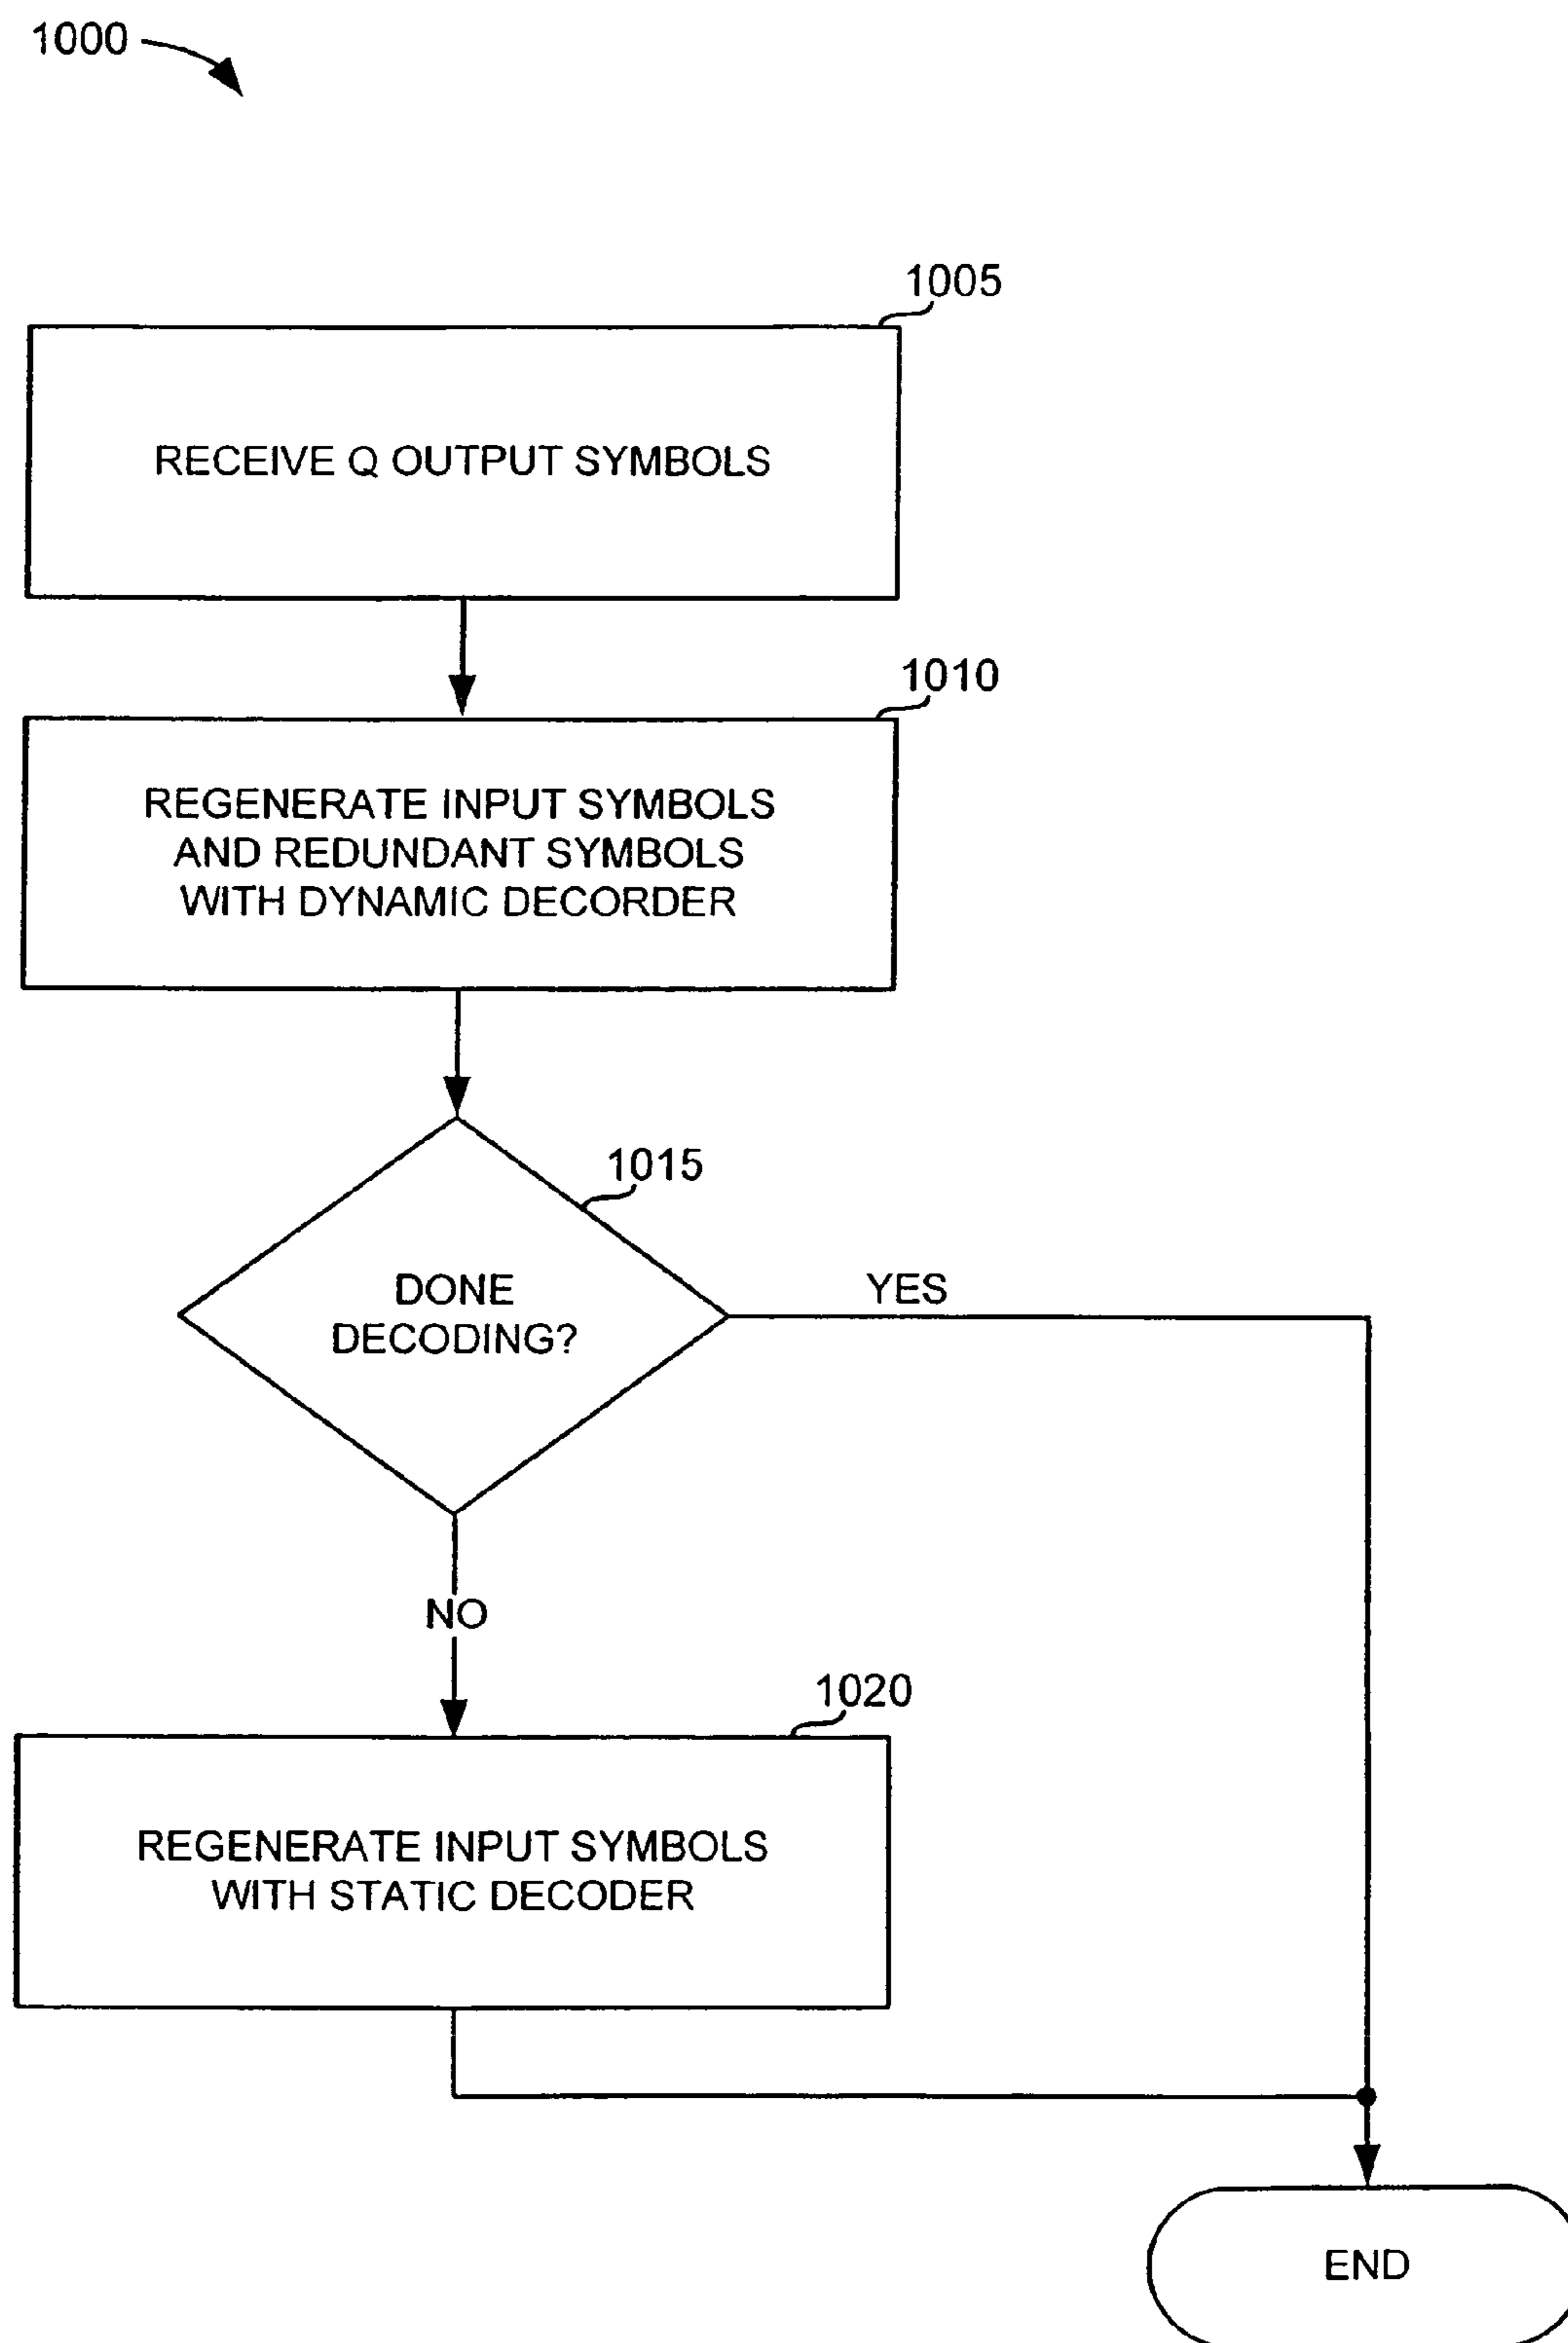 1000
1005
RECEIVE Q OUTPUT SYMBOLS
1010
REGENERATE INPUT SYMBOLS
AND REDUNDANT SYMBOLS
WITH DYNAMIC DECORDER
1015
DONE
DECODING?
YES
NO
1020
REGENERATE INPUT SYMBOLS
WITH STATIC DECODER
END